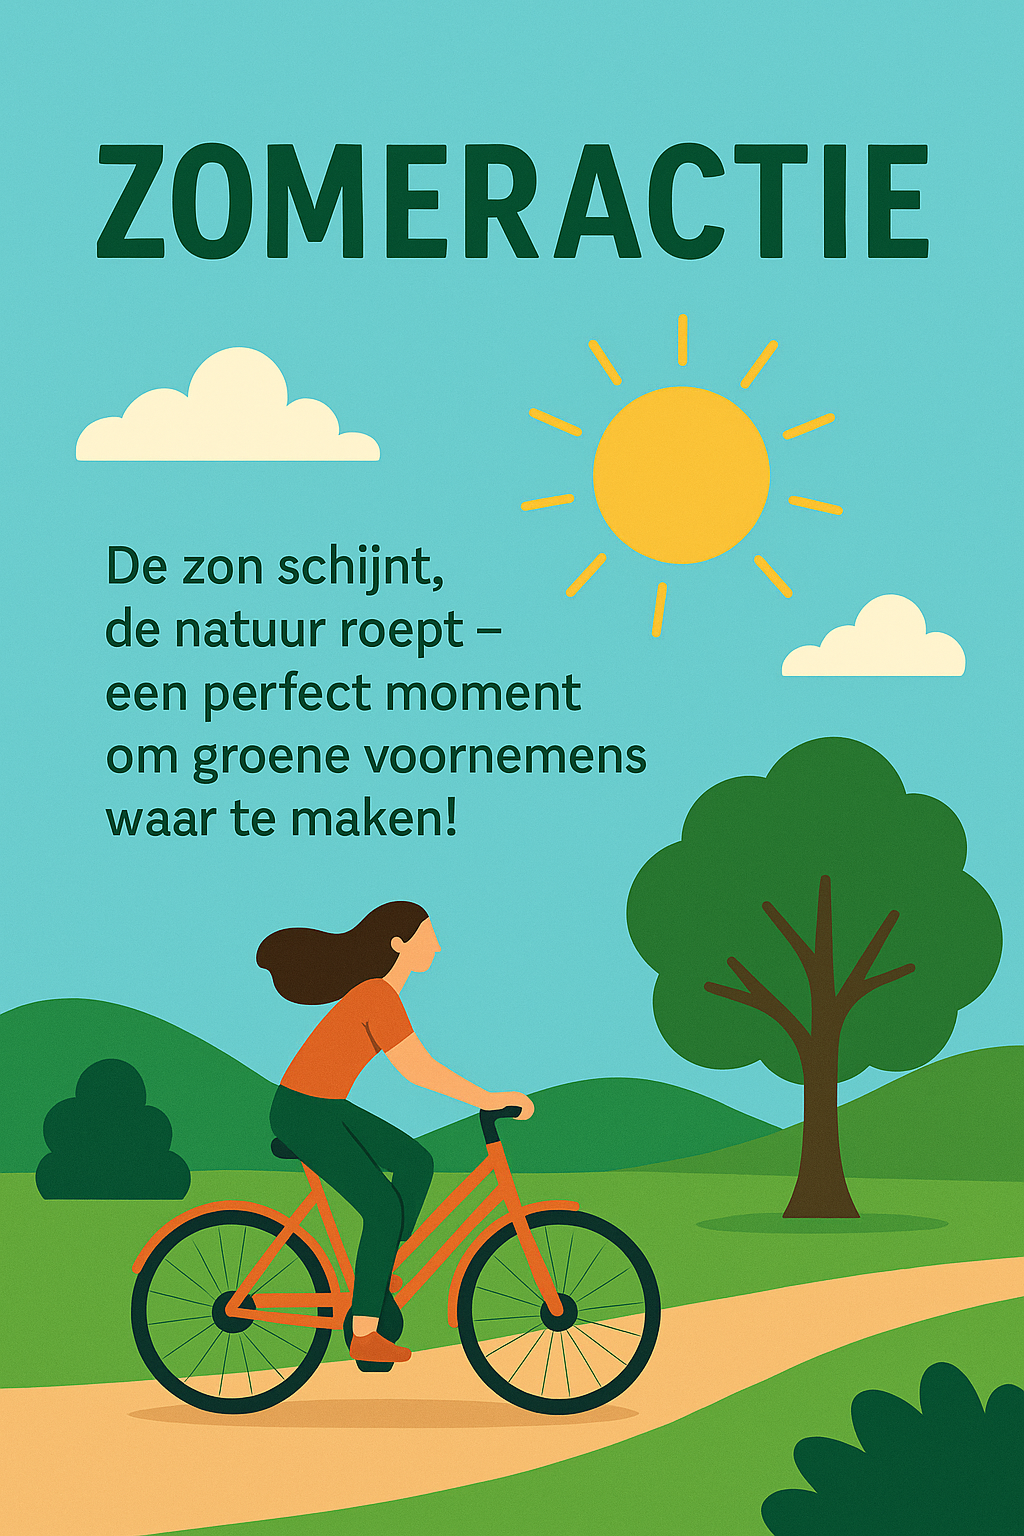 ZOMERACTIE
De zon schijnt,
de natuur roept –
een perfect moment
om groene voornemens
waar te maken!